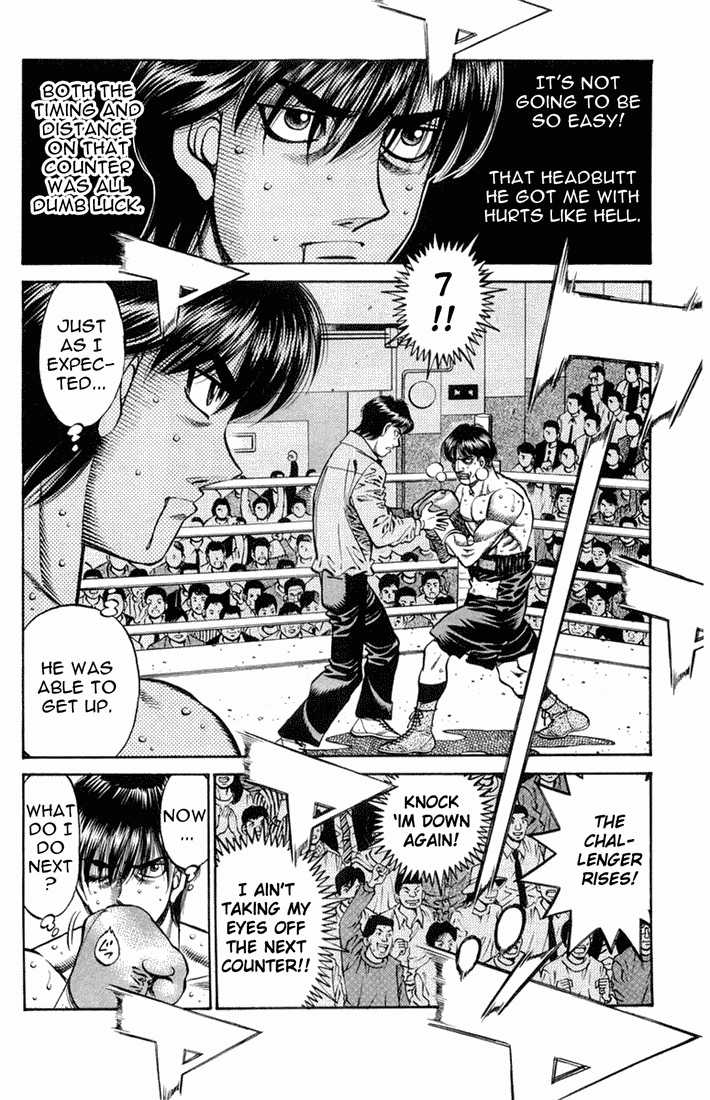 BOTH THE
TIMING AND
DISTANCE
ON THAT
COUNTER
WAS ALL
DUMB LUCK.
IT'S NOT
GOING TO BE
SO EASY!
THAT HEADBUTT
HE GOT ME WITH
HURTS LIKE HELL.
7
!!
JUST
AS I
EXPEC-
TED...
HE WAS
ABLE TO
GET UP.
THE
CHAL-
LENGER
RISES!
KNOCK
'IM DOWN
AGAIN!
I AIN'T
TAKING MY
EYES OFF
THE NEXT
COUNTER!!
NOW
...
WHAT
DO I
DO
NEXT
?